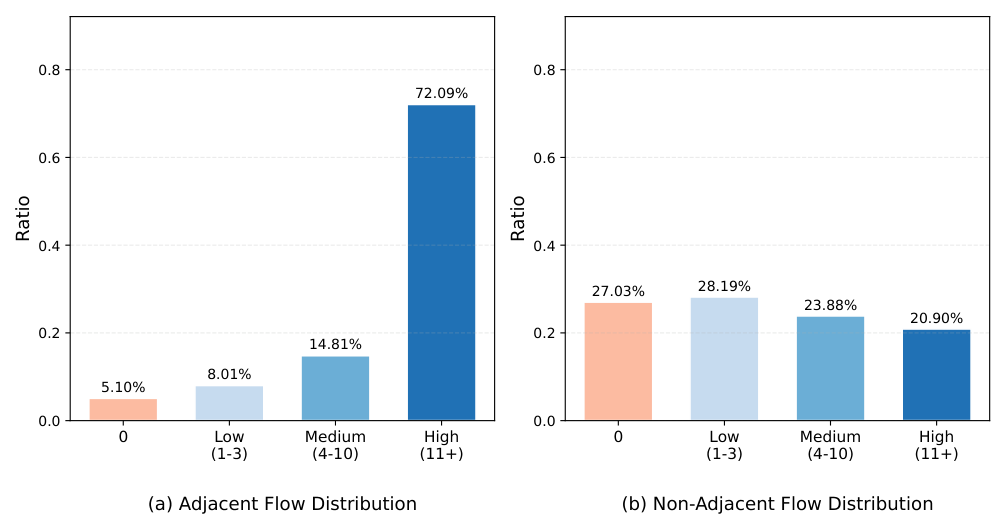 Ratio
0.8
0.6
0.4
0.2
0.0
5.10%
8.01%
14.81%
72.09%
0
Low
(1-3)
Medium
(4-10)
High
(11+)
(a) Adjacent Flow Distribution
Ratio
0.8
0.6
0.4
0.2
0.0
27.03%
28.19%
23.88%
20.90%
0
Low
(1-3)
Medium
(4-10)
High
(11+)
(b) Non-Adjacent Flow Distribution